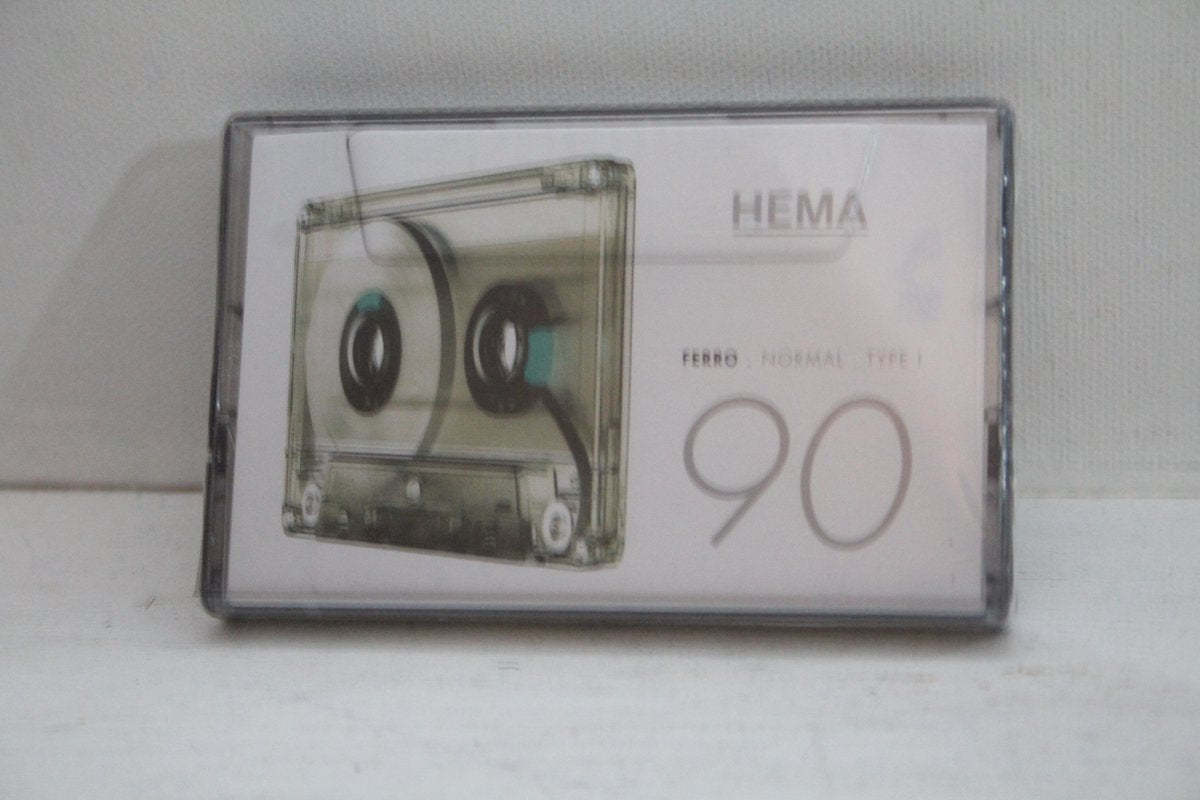 HEMA
FERRO . NORMAL . TYPE I
90